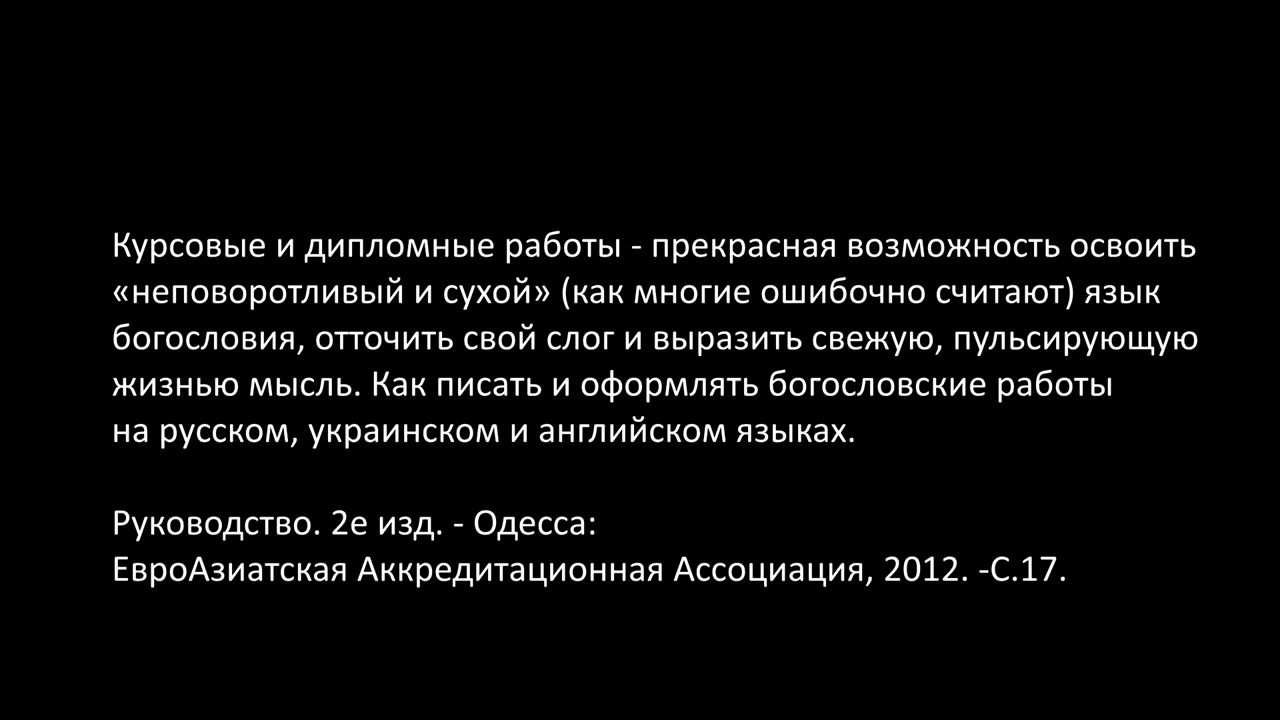 Курсовые и дипломные работы - прекрасная возможность освоить
«неповоротливый и сухой» (как многие ошибочно считают) язык
богословия, отточить свой слог и выразить свежую, пульсирующую
жизнью мысль. Как писать и оформлять богословские работы
на русском, украинском и английском языках.
Руководство. 2е изд. - Одесса:
ЕвроАзиатская Аккредитационная Ассоциация, 2012. -С.17.